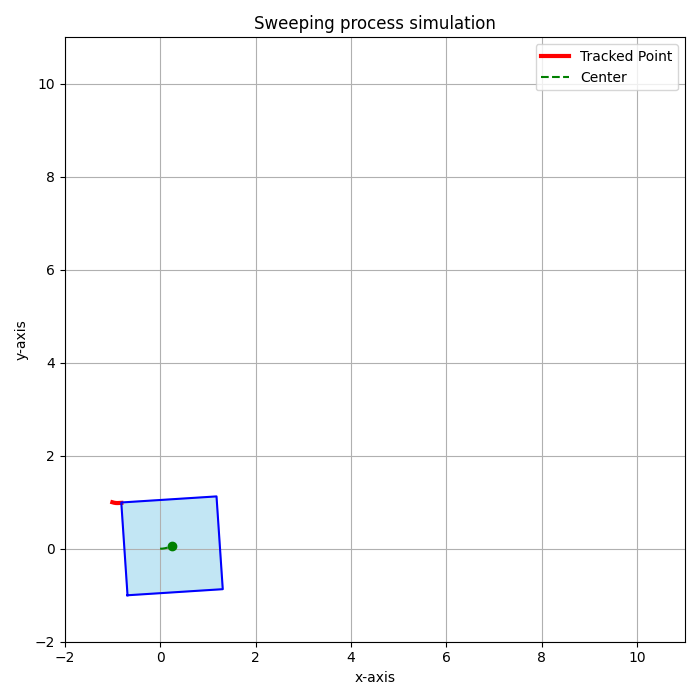 Sweeping process simulation
Tracked Point
Center
10
8
6
4
2
0
−2
y-axis
−2
0
2
4
6
8
10
x-axis